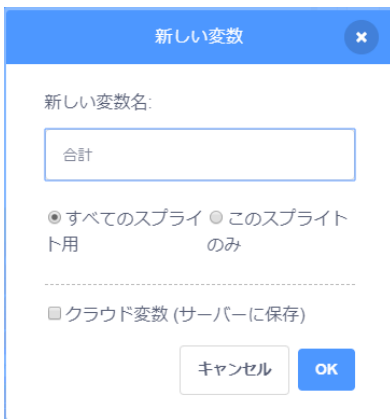 新しい変数
新しい変数名:
合計
すべてのスプライ このスプライト
ト用 のみ
クラウド変数 (サーバーに保存)
キャンセル OK